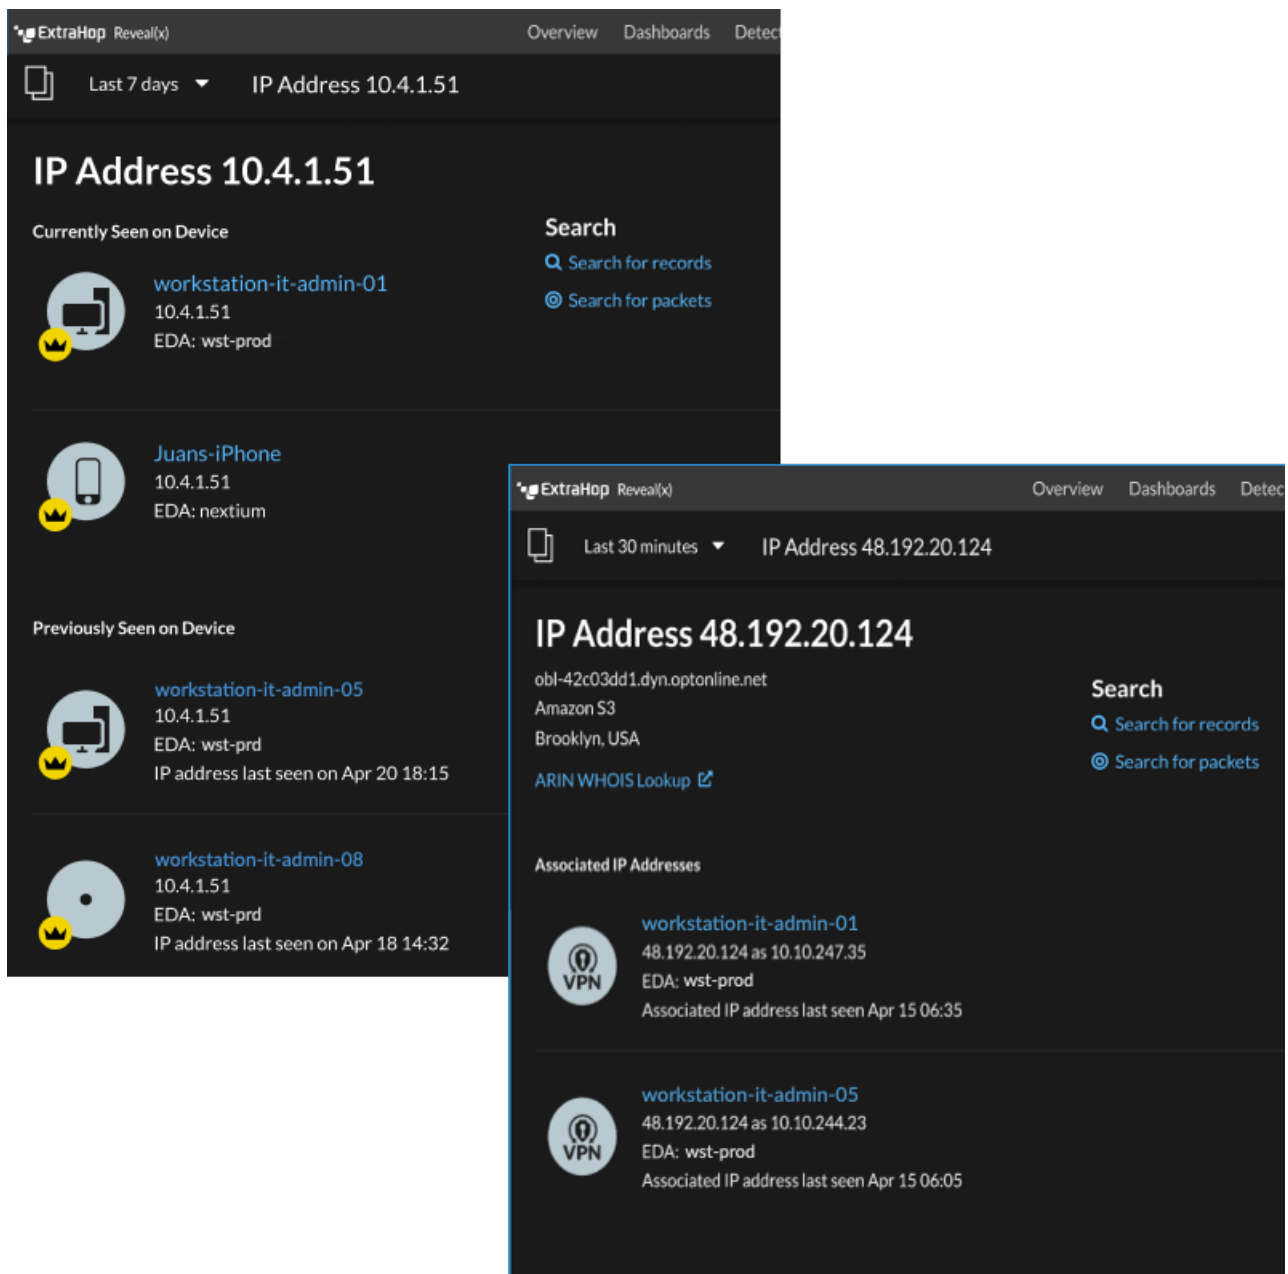 ExtraHop Reveal(x)
Overview Dashboards Detec
Last 7 days IP Address 10.4.1.51
IP Address 10.4.1.51
Currently Seen on Device
workstation-it-admin-01
10.4.1.51
EDA: wst-prod
Search
Search for records
Search for packets
Juans-iPhone
10.4.1.51
EDA: nextium
Previously Seen on Device
workstation-it-admin-05
10.4.1.51
EDA: wst-prd
IP address last seen on Apr 20 18:15
workstation-it-admin-08
10.4.1.51
EDA: wst-prd
IP address last seen on Apr 18 14:32
ExtraHop Reveal(x)
Overview Dashboards Detec
Last 30 minutes IP Address 48.192.20.124
IP Address 48.192.20.124
obl-42c03dd1.dyn.optonline.net
Amazon S3
Brooklyn, USA
ARIN WHOIS Lookup
Search
Search for records
Search for packets
Associated IP Addresses
VPN
workstation-it-admin-01
48.192.20.124 as 10.10.247.35
EDA: wst-prod
Associated IP address last seen Apr 15 06:35
VPN
workstation-it-admin-05
48.192.20.124 as 10.10.244.23
EDA: wst-prod
Associated IP address last seen Apr 15 06:05